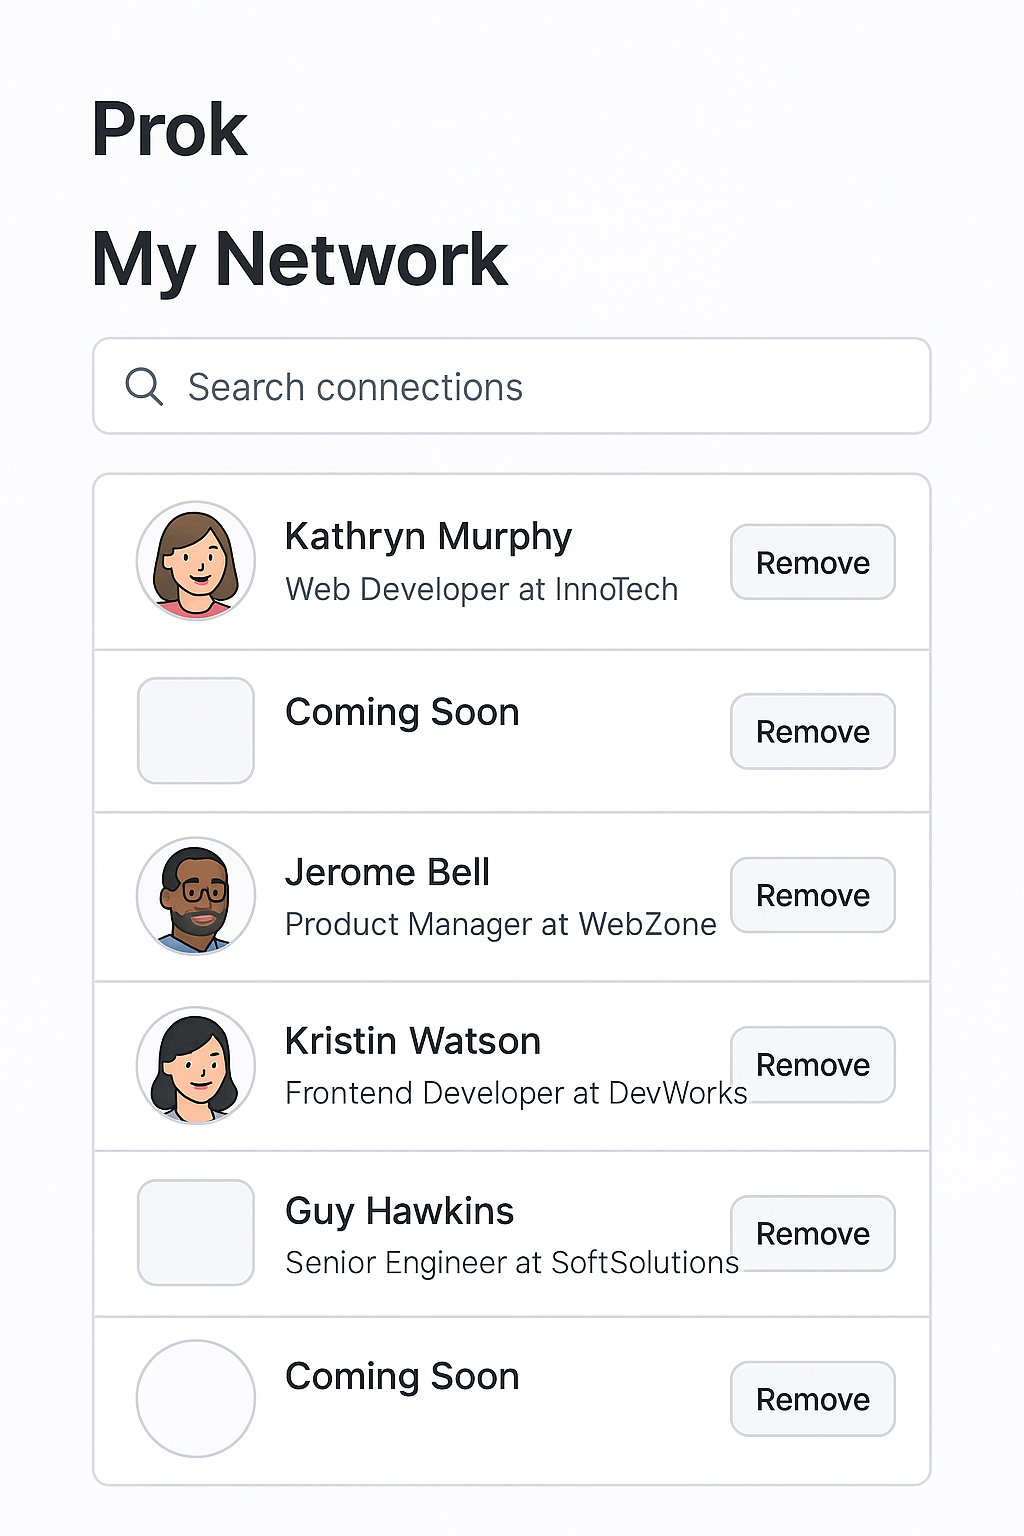 Prok
My Network
Search connections
Kathryn Murphy
Web Developer at InnoTech
Remove
Coming Soon
Remove
Jerome Bell
Product Manager at WebZone
Remove
Kristin Watson
Frontend Developer at DevWorks
Remove
Guy Hawkins
Senior Engineer at SoftSolutions
Remove
Coming Soon
Remove